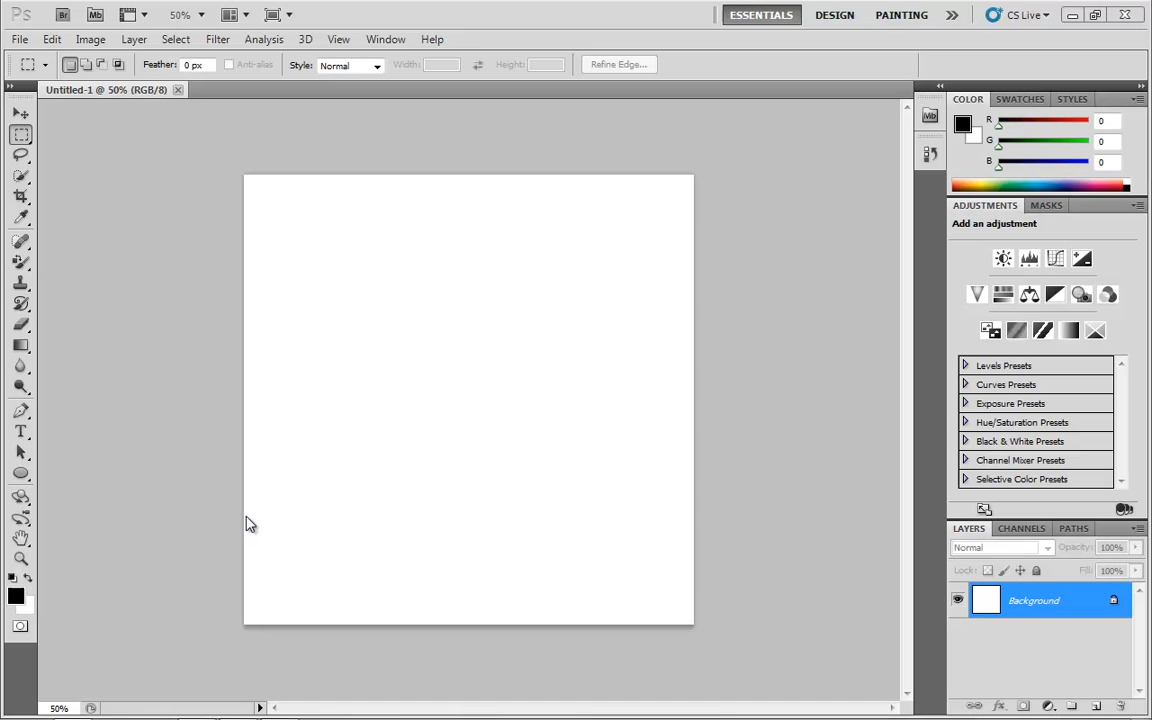 Ps Br Mb 50% ESSENTIALS DESIGN PAINTING CS Live
File Edit Image Layer Select Filter Analysis 3D View Window Help
Feather: 0 px Anti-alias Style: Normal Width: Height: Refine Edge...
Untitled-1 @ 50% (RGB/8)
COLOR SWATCHES STYLES
Mb
R 0
G 0
B 0
ADJUSTMENTS MASKS
Add an adjustment
Levels Presets
Curves Presets
Exposure Presets
Hue/Saturation Presets
Black & White Presets
Channel Mixer Presets
Selective Color Presets
LAYERS CHANNELS PATHS
Normal Opacity: 100%
Lock: Fill: 100%
Background
T
50%
fx